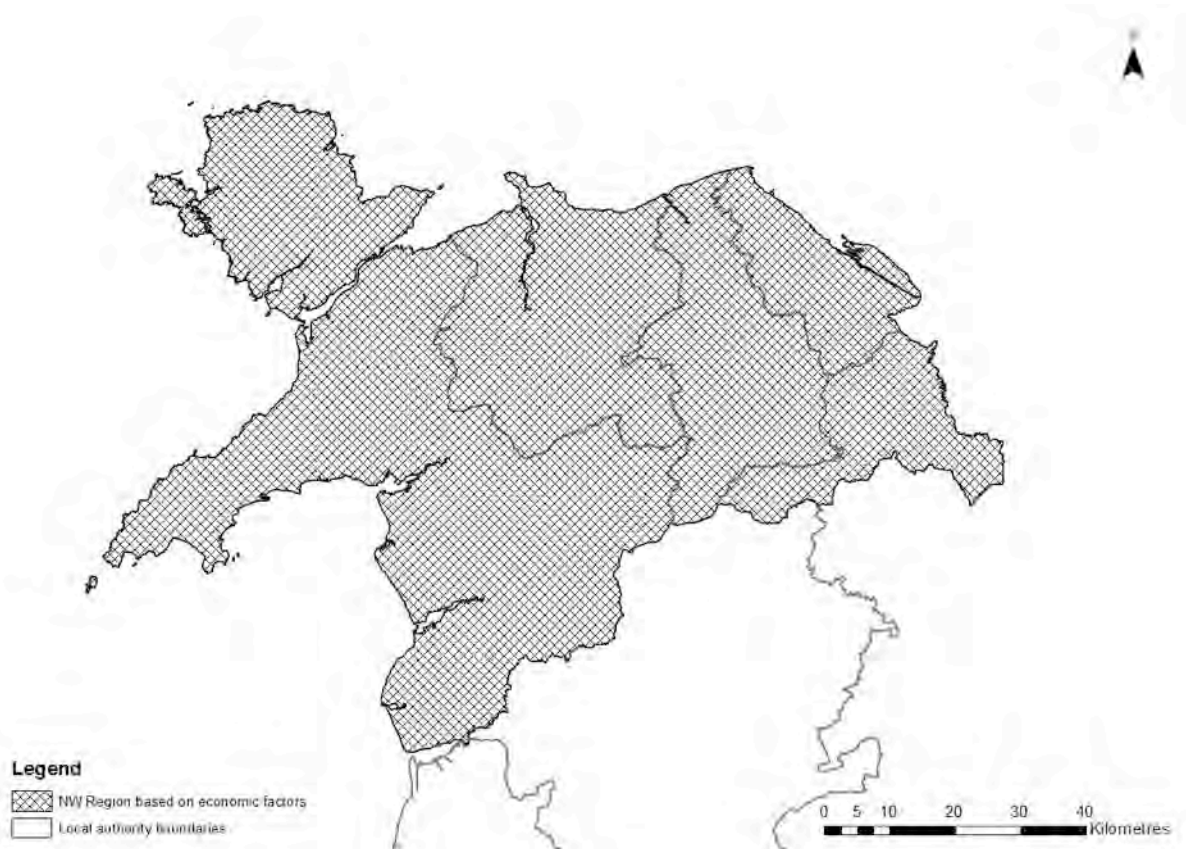 Legend
NW Region based on economic factors
Local authority boundaries
0 5 10 20 30 40 Kilometres